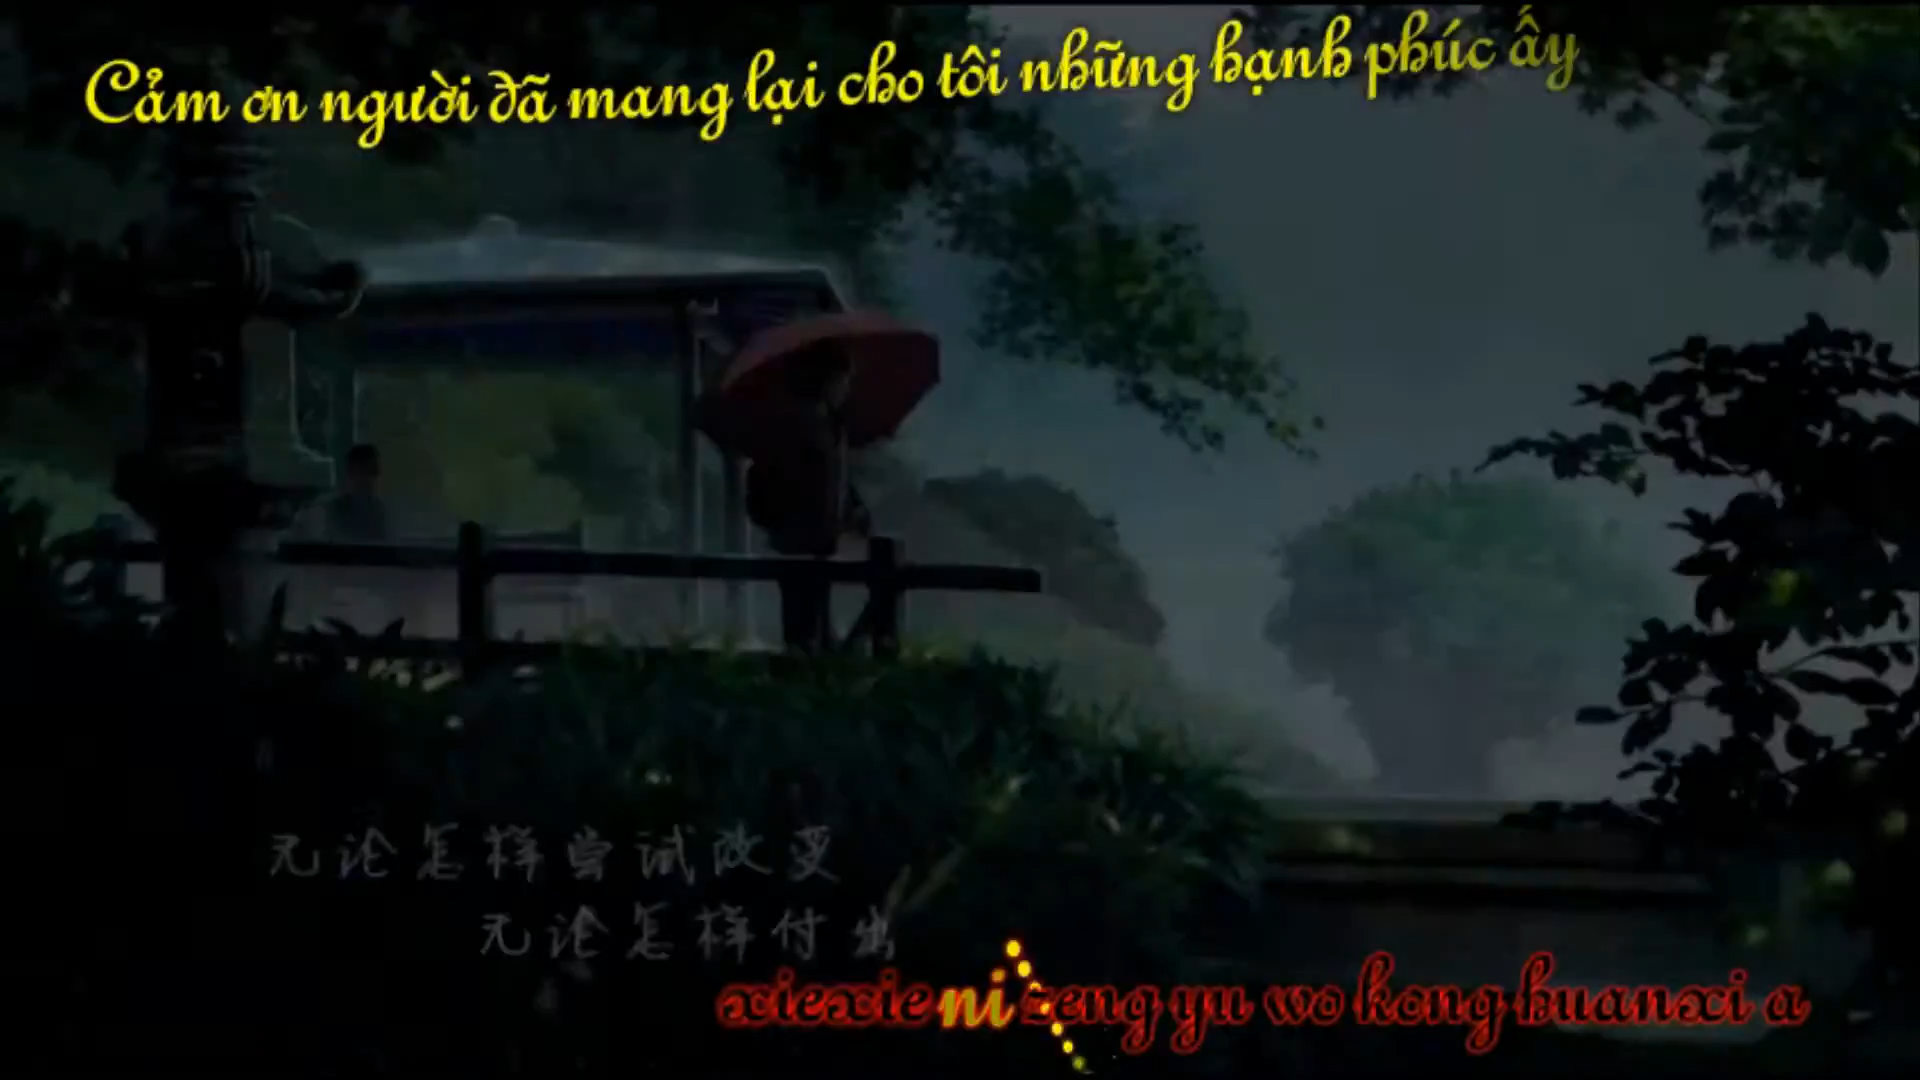 Cảm ơn người đã mang lại cho tôi những hạnh phúc ấy
无论怎样尝试改变
无论怎样付出
xiexie ni zeng yu wo kong huanxi a